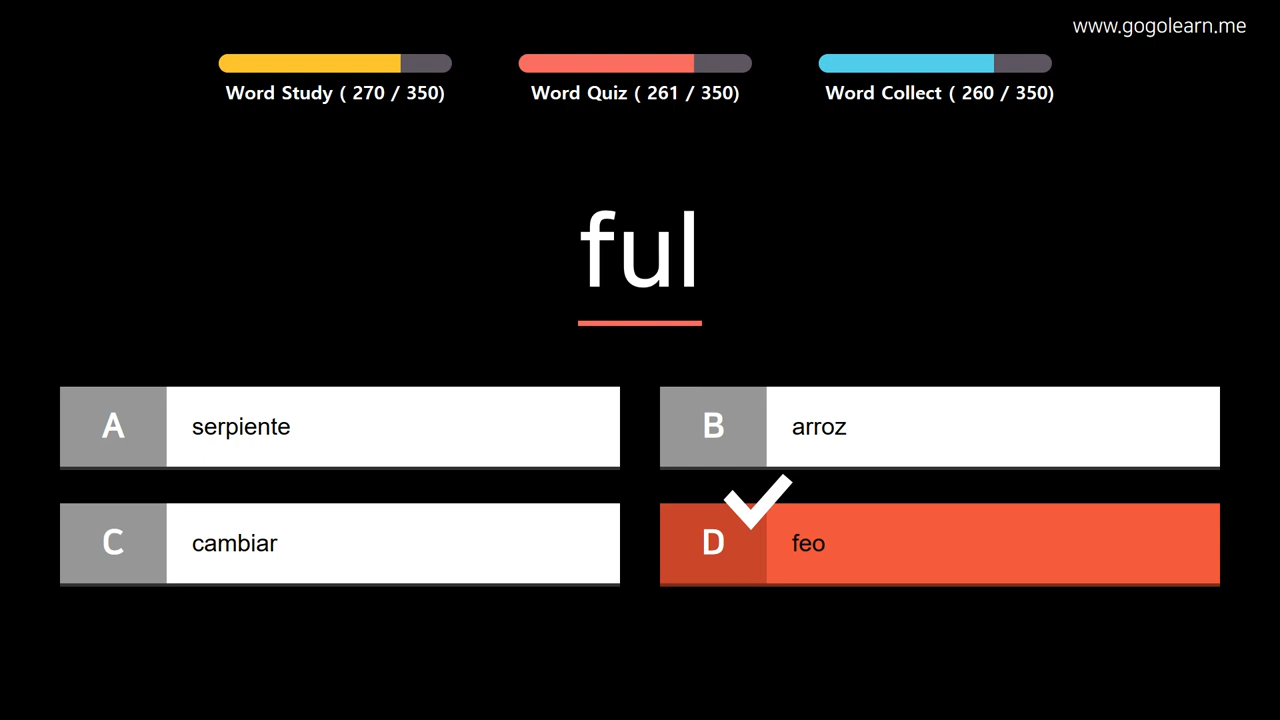 www.gogolearn.me
Word Study ( 270 / 350)
Word Quiz ( 261 / 350)
Word Collect ( 260 / 350)
ful
A serpiente
B arroz
C cambiar
D feo